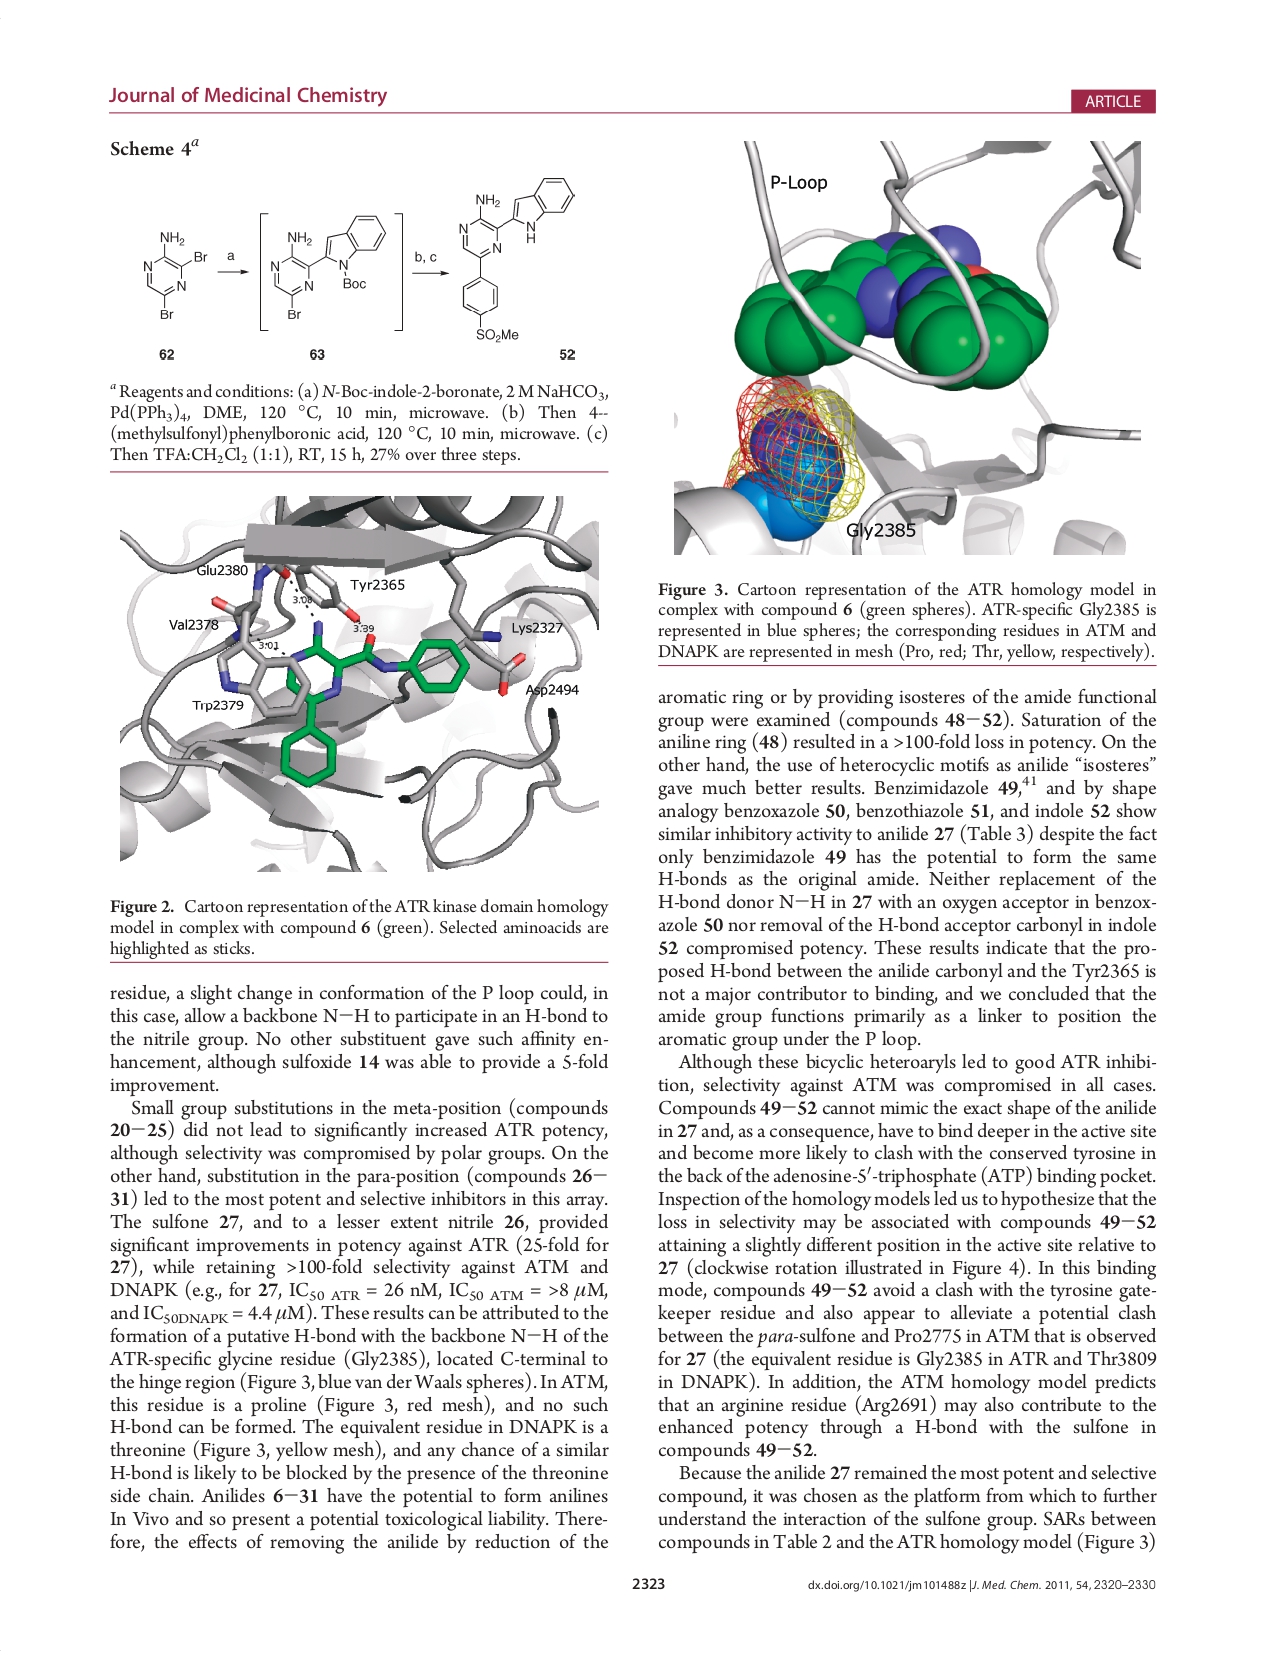 Journal of Medicinal Chemistry
ARTICLE
Scheme 4a
NH2
N
Br
N
Br
62
a
NH2
N
N
N
Boc
Br
63
b, c
NH2
N
N
N
H
SO2Me
52
a Reagents and conditions: (a) N-Boc-indole-2-boronate, 2 M NaHCO3,
Pd(PPh3)4, DME, 120 °C, 10 min, microwave. (b) Then 4--
(methylsulfonyl)phenylboronic acid, 120 °C, 10 min, microwave. (c)
Then TFA:CH2Cl2 (1:1), RT, 15 h, 27% over three steps.
Glu2380
Tyr2365
3.06
Val2378
3.39
Lys2327
3.01
Asp2494
Trp2379
Figure 2. Cartoon representation of the ATR kinase domain homology
model in complex with compound 6 (green). Selected aminoacids are
highlighted as sticks.
residue, a slight change in conformation of the P loop could, in
this case, allow a backbone N−H to participate in an H-bond to
the nitrile group. No other substituent gave such affinity en-
hancement, although sulfoxide 14 was able to provide a 5-fold
improvement.
Small group substitutions in the meta-position (compounds
20−25) did not lead to significantly increased ATR potency,
although selectivity was compromised by polar groups. On the
other hand, substitution in the para-position (compounds 26−
31) led to the most potent and selective inhibitors in this array.
The sulfone 27, and to a lesser extent nitrile 26, provided
significant improvements in potency against ATR (25-fold for
27), while retaining >100-fold selectivity against ATM and
DNAPK (e.g., for 27, IC50 ATR = 26 nM, IC50 ATM = >8 μM,
and IC50DNAPK = 4.4 μM). These results can be attributed to the
formation of a putative H-bond with the backbone N−H of the
ATR-specific glycine residue (Gly2385), located C-terminal to
the hinge region (Figure 3, blue van der Waals spheres). In ATM,
this residue is a proline (Figure 3, red mesh), and no such
H-bond can be formed. The equivalent residue in DNAPK is a
threonine (Figure 3, yellow mesh), and any chance of a similar
H-bond is likely to be blocked by the presence of the threonine
side chain. Anilides 6−31 have the potential to form anilines
In Vivo and so present a potential toxicological liability. There-
fore, the effects of removing the anilide by reduction of the
P-Loop
Gly2385
Figure 3. Cartoon representation of the ATR homology model in
complex with compound 6 (green spheres). ATR-specific Gly2385 is
represented in blue spheres; the corresponding residues in ATM and
DNAPK are represented in mesh (Pro, red; Thr, yellow, respectively).
aromatic ring or by providing isosteres of the amide functional
group were examined (compounds 48−52). Saturation of the
aniline ring (48) resulted in a >100-fold loss in potency. On the
other hand, the use of heterocyclic motifs as anilide “isosteres”
gave much better results. Benzimidazole 49,41 and by shape
analogy benzoxazole 50, benzothiazole 51, and indole 52 show
similar inhibitory activity to anilide 27 (Table 3) despite the fact
only benzimidazole 49 has the potential to form the same
H-bonds as the original amide. Neither replacement of the
H-bond donor N−H in 27 with an oxygen acceptor in benzox-
azole 50 nor removal of the H-bond acceptor carbonyl in indole
52 compromised potency. These results indicate that the pro-
posed H-bond between the anilide carbonyl and the Tyr2365 is
not a major contributor to binding, and we concluded that the
amide group functions primarily as a linker to position the
aromatic group under the P loop.
Although these bicyclic heteroaryls led to good ATR inhibi-
tion, selectivity against ATM was compromised in all cases.
Compounds 49−52 cannot mimic the exact shape of the anilide
in 27 and, as a consequence, have to bind deeper in the active site
and become more likely to clash with the conserved tyrosine in
the back of the adenosine-5′-triphosphate (ATP) binding pocket.
Inspection of the homology models led us to hypothesize that the
loss in selectivity may be associated with compounds 49−52
attaining a slightly different position in the active site relative to
27 (clockwise rotation illustrated in Figure 4). In this binding
mode, compounds 49−52 avoid a clash with the tyrosine gate-
keeper residue and also appear to alleviate a potential clash
between the para-sulfone and Pro2775 in ATM that is observed
for 27 (the equivalent residue is Gly2385 in ATR and Thr3809
in DNAPK). In addition, the ATM homology model predicts
that an arginine residue (Arg2691) may also contribute to the
enhanced potency through a H-bond with the sulfone in
compounds 49−52.
Because the anilide 27 remained the most potent and selective
compound, it was chosen as the platform from which to further
understand the interaction of the sulfone group. SARs between
compounds in Table 2 and the ATR homology model (Figure 3)
2323
dx.doi.org/10.1021/jm101488z |J. Med. Chem. 2011, 54, 2320–2330